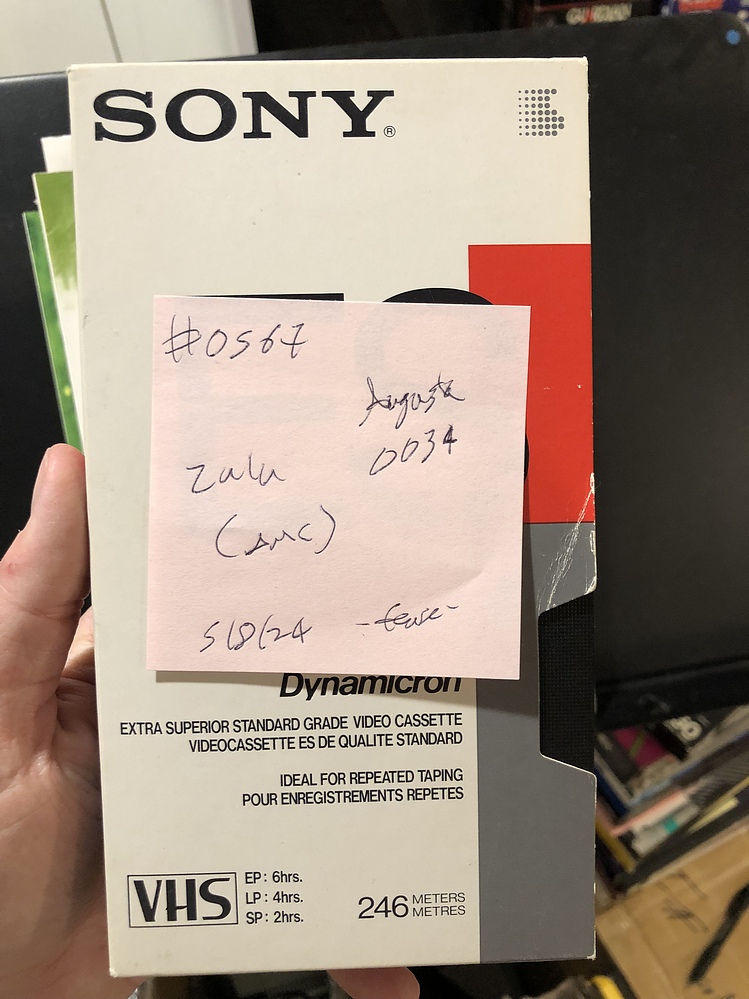 SONY®
#0567
Augusta
0034
Zulu
(AMC)
5/8/24 -tense-
Dynamicron
EXTRA SUPERIOR STANDARD GRADE VIDEO CASSETTE
VIDEOCASSETTE ES DE QUALITE STANDARD
IDEAL FOR REPEATED TAPING
POUR ENREGISTREMENTS REPETES
VHS
EP: 6hrs.
LP: 4hrs.
SP: 2hrs.
246 METERS
METRES